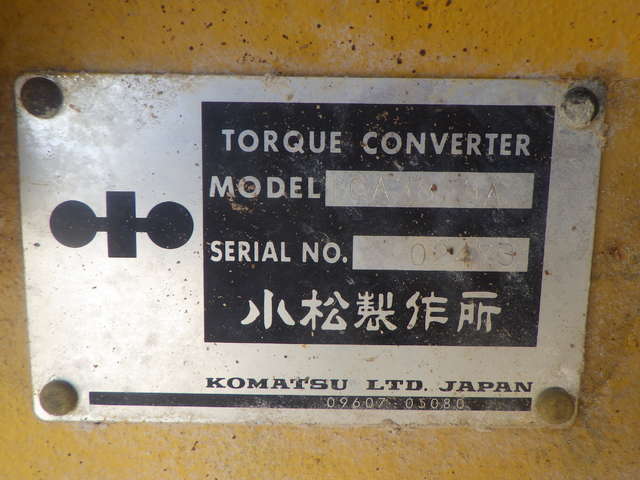 TORQUE CONVERTER
MODEL
SERIAL NO.
小松製作所
KOMATSU LTD. JAPAN
09607-05080